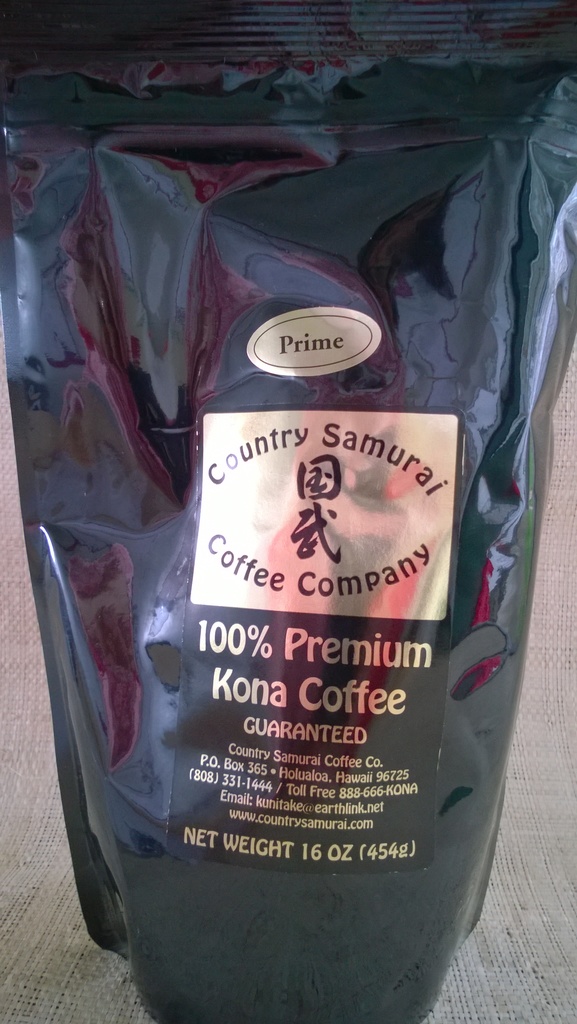 Prime
Country Samurai
国
武
Coffee Company
100% Premium
Kona Coffee
GUARANTEED
Country Samurai Coffee Co.
P.O. Box 365 • Holualoa, Hawaii 96725
(808) 331-1444 / Toll Free 888-666-KONA
Email: kunitake@earthlink.net
www.countrysamurai.com
NET WEIGHT 16 OZ (454g)